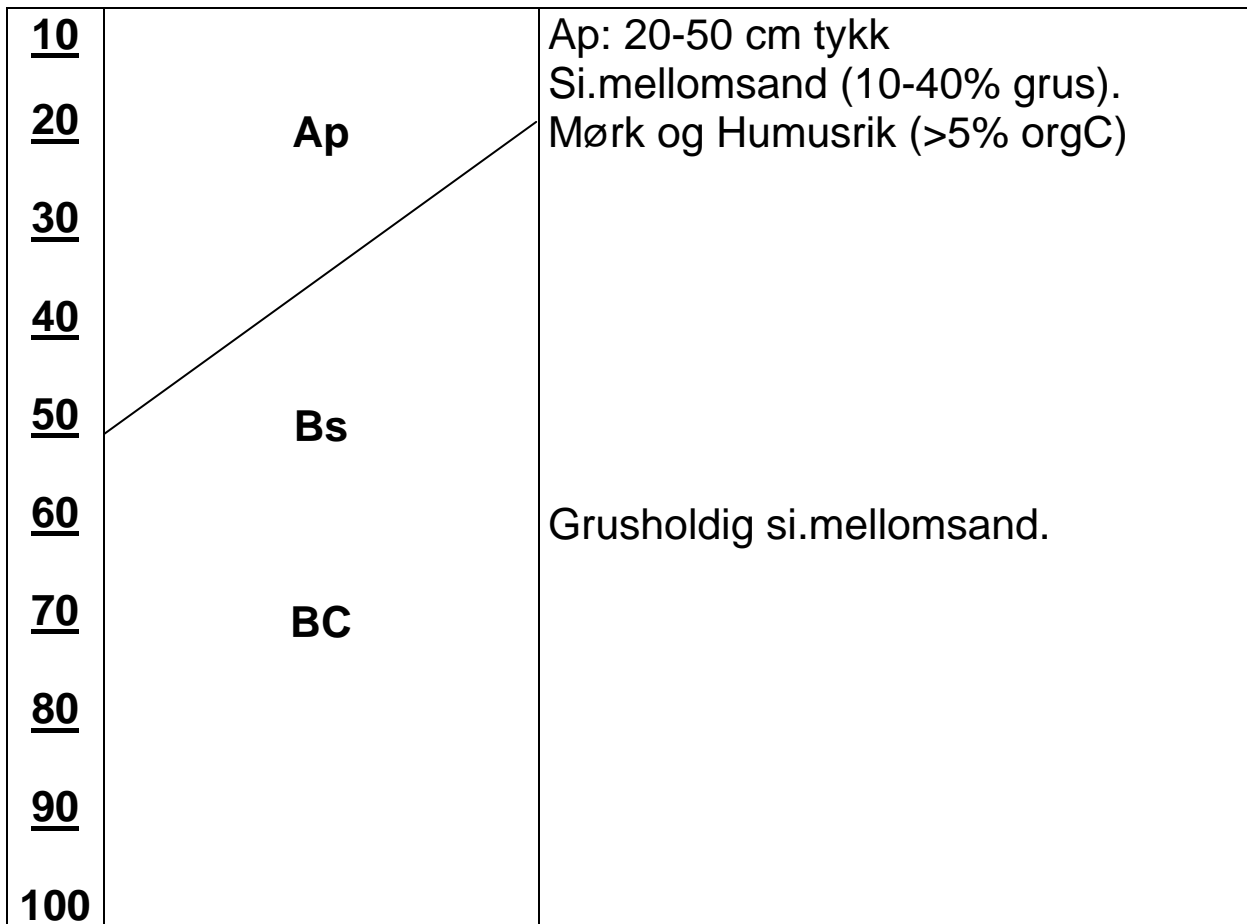 10
Ap: 20-50 cm tykk
Si.mellomsand (10-40% grus).
20
Ap
Mørk og Humusrik (>5% orgC)
30
40
50
Bs
60
Grusholdig si.mellomsand.
70
BC
80
90
100